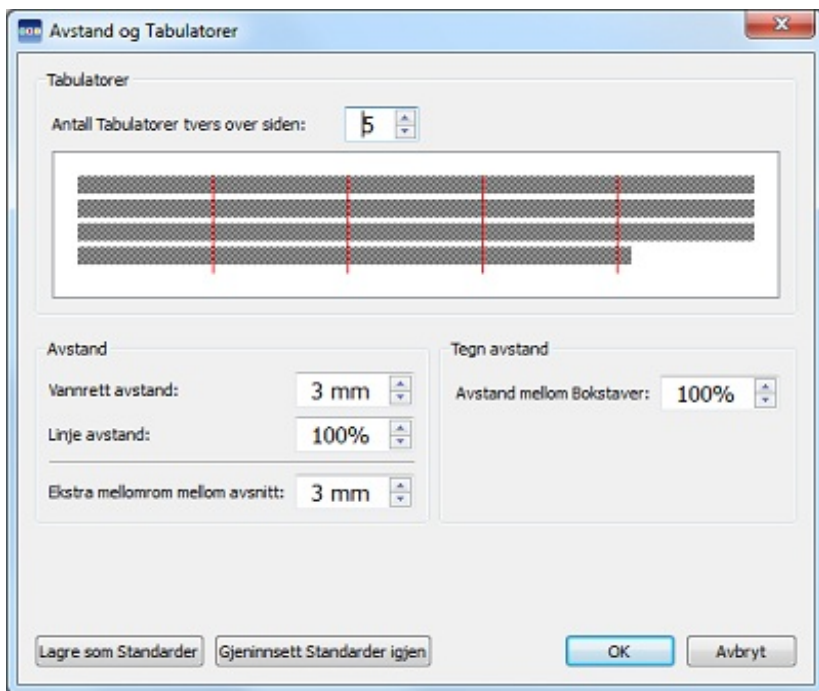 Avstand og Tabulatorer
Tabulatorer
Antall Tabulatorer tvers over siden: 5
Avstand
Vannrett avstand: 3 mm
Linje avstand: 100%
Ekstra mellomrom mellom avsnitt: 3 mm
Tegn avstand
Avstand mellom Bokstaver: 100%
Lagre som Standarder Gjeninnsett Standarder igjen OK Avbryt